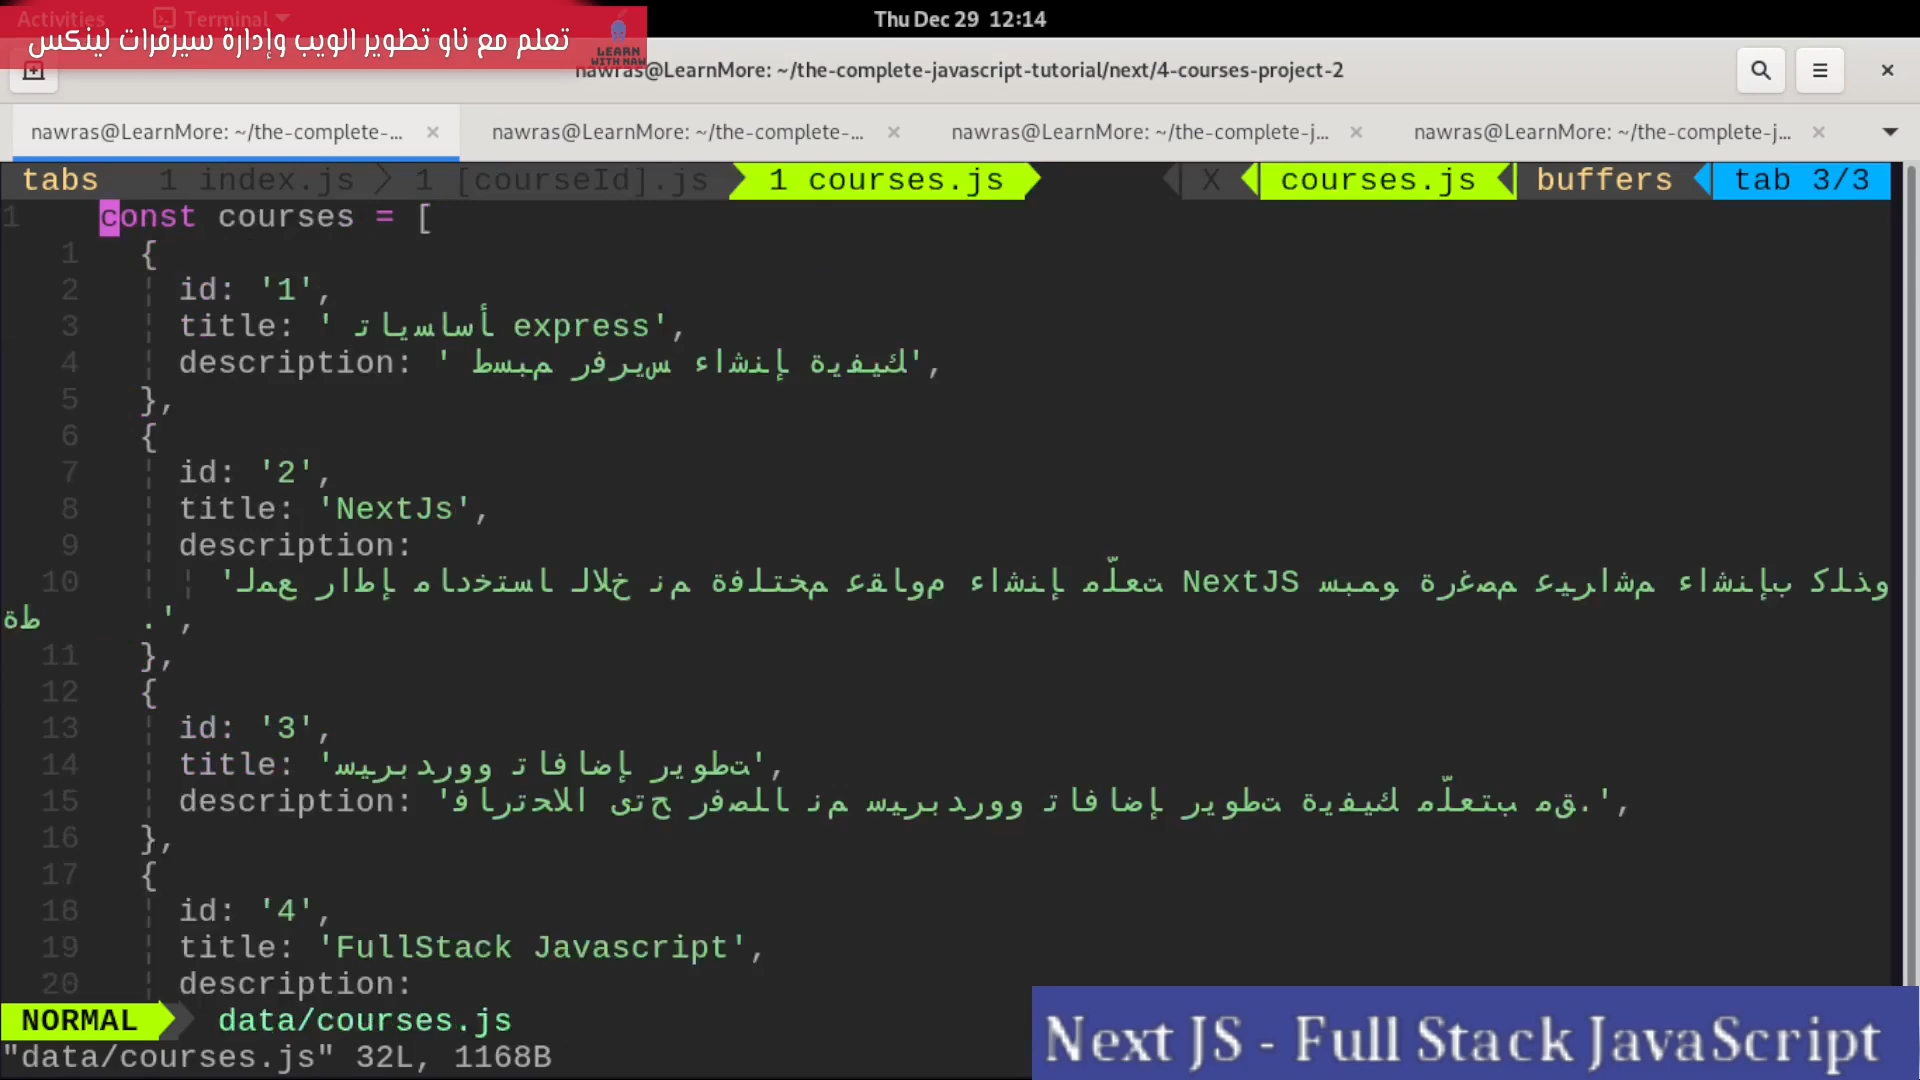 Activities Terminal Thu Dec 29 12:14
تعلم مع ناو تطوير الويب وإدارة سيرفرات لينكس
LEARN
WITH NAW
nawras@LearnMore: ~/the-complete-javascript-tutorial/next/4-courses-project-2
nawras@LearnMore: ~/the-complete-... × nawras@LearnMore: ~/the-complete-... × nawras@LearnMore: ~/the-complete-j... × nawras@LearnMore: ~/the-complete-j... ×
tabs 1 index.js 1 [courseId].js 1 courses.js X courses.js buffers tab 3/3
1 const courses = [
1 {
2 id: '1',
3 title: ' أساسيات express',
4 description: ' كيفية إنشاء سيرفر مبسط',
5 },
6 {
7 id: '2',
8 title: 'NextJs',
9 description:
10 'تعلّم إنشاء مواقع مختلفة من خلال استخدام إطار عمل NextJS وذلك بإنشاء مشاريع مصغرة ومبس
طة .',
11 },
12 {
13 id: '3',
14 title: 'تطوير إضافات ووردبريس',
15 description: 'قم بتعلّم كيفية تطوير إضافات ووردبريس من الصفر حتى الاحتراف.',
16 },
17 {
18 id: '4',
19 title: 'FullStack Javascript',
20 description:
NORMAL data/courses.js
"data/courses.js" 32L, 1168B
Next JS - Full Stack JavaScript